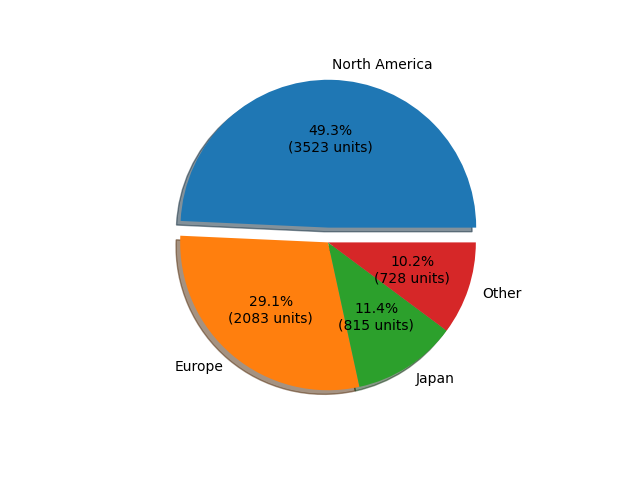 North America
49.3%
(3523 units)
10.2%
(728 units)
Other
29.1%
(2083 units)
11.4%
(815 units)
Europe
Japan